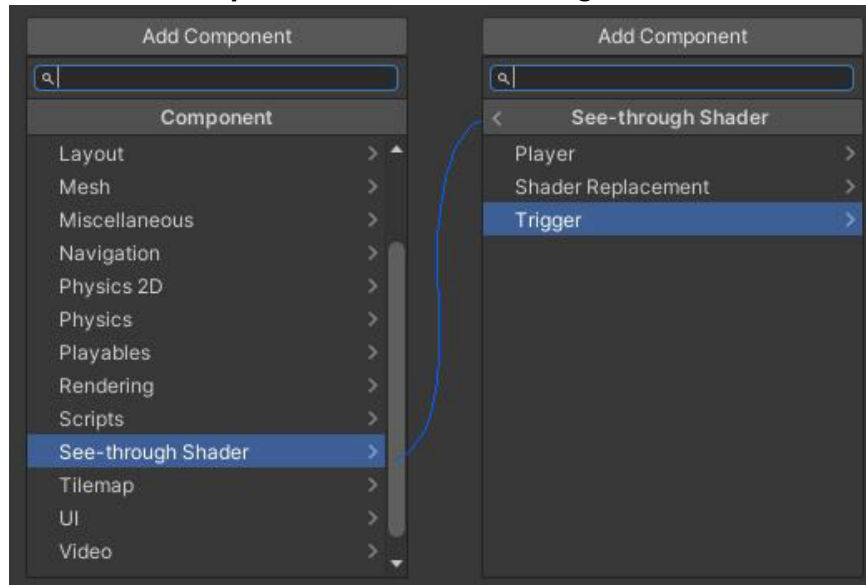 Add Component
Component
Layout
Mesh
Miscellaneous
Navigation
Physics 2D
Physics
Playables
Rendering
Scripts
See-through Shader
Tilemap
UI
Video
Add Component
See-through Shader
Player
Shader Replacement
Trigger